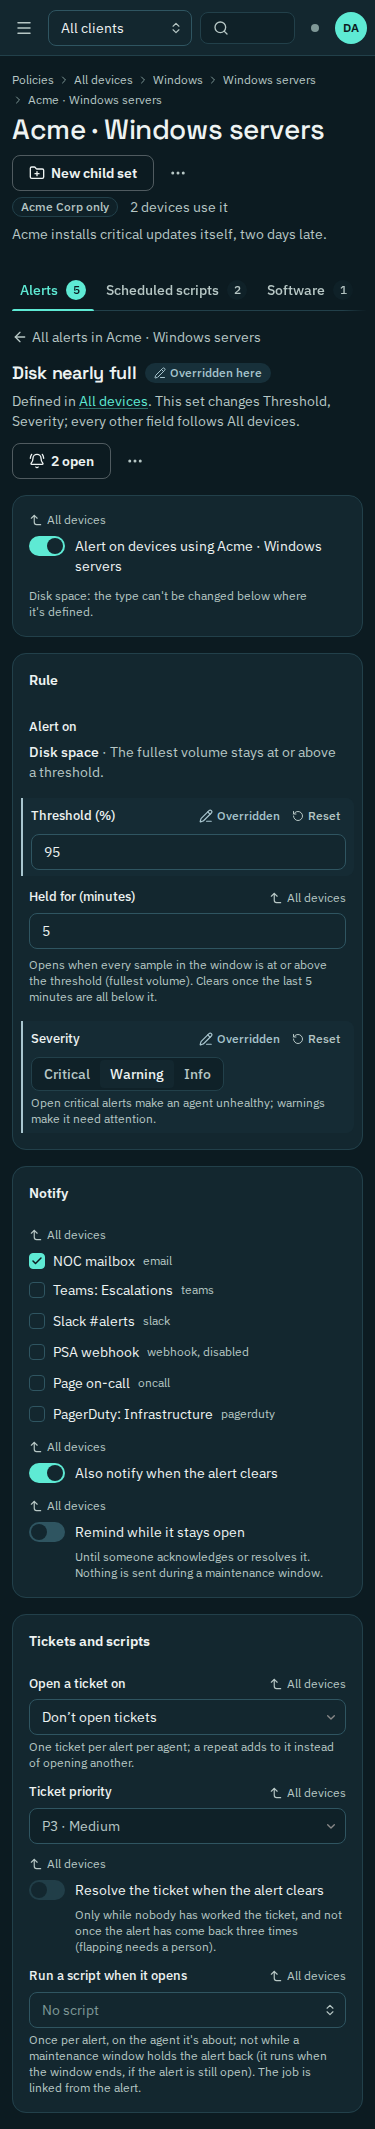 All clients
DA
Policies > All devices > Windows > Windows servers
> Acme · Windows servers
Acme · Windows servers
New child set
Acme Corp only 2 devices use it
Acme installs critical updates itself, two days late.
Alerts 5 Scheduled scripts 2 Software 1
All alerts in Acme · Windows servers
Disk nearly full Overridden here
Defined in All devices. This set changes Threshold,
Severity; every other field follows All devices.
2 open
All devices
Alert on devices using Acme · Windows
servers
Disk space: the type can't be changed below where
it's defined.
Rule
Alert on
Disk space · The fullest volume stays at or above
a threshold.
Threshold (%) Overridden Reset
95
Held for (minutes) All devices
5
Opens when every sample in the window is at or above
the threshold (fullest volume). Clears once the last 5
minutes are all below it.
Severity Overridden Reset
Critical Warning Info
Open critical alerts make an agent unhealthy; warnings
make it need attention.
Notify
All devices
NOC mailbox email
Teams: Escalations teams
Slack #alerts slack
PSA webhook webhook, disabled
Page on-call oncall
PagerDuty: Infrastructure pagerduty
All devices
Also notify when the alert clears
All devices
Remind while it stays open
Until someone acknowledges or resolves it.
Nothing is sent during a maintenance window.
Tickets and scripts
Open a ticket on All devices
Don't open tickets
One ticket per alert per agent; a repeat adds to it instead
of opening another.
Ticket priority All devices
P3 · Medium
All devices
Resolve the ticket when the alert clears
Only while nobody has worked the ticket, and not
once the alert has come back three times
(flapping needs a person).
Run a script when it opens All devices
No script
Once per alert, on the agent it's about; not while a
maintenance window holds the alert back (it runs when
the window ends, if the alert is still open). The job is
linked from the alert.